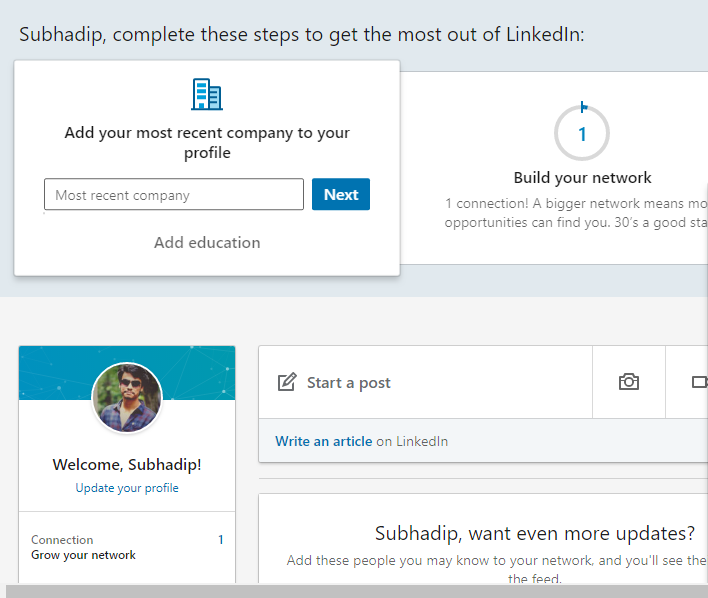 Subhadip, complete these steps to get the most out of LinkedIn:
Add your most recent company to your
profile
Most recent company
Next
Add education
1
Build your network
1 connection! A bigger network means
opportunities can find you. 30's a good
Start a post
Write an article on LinkedIn
Welcome, Subhadip!
Update your profile
Connection 1
Grow your network
Subhadip, want even more updates?
Add these people you may know to your network, and you'll see
the feed.